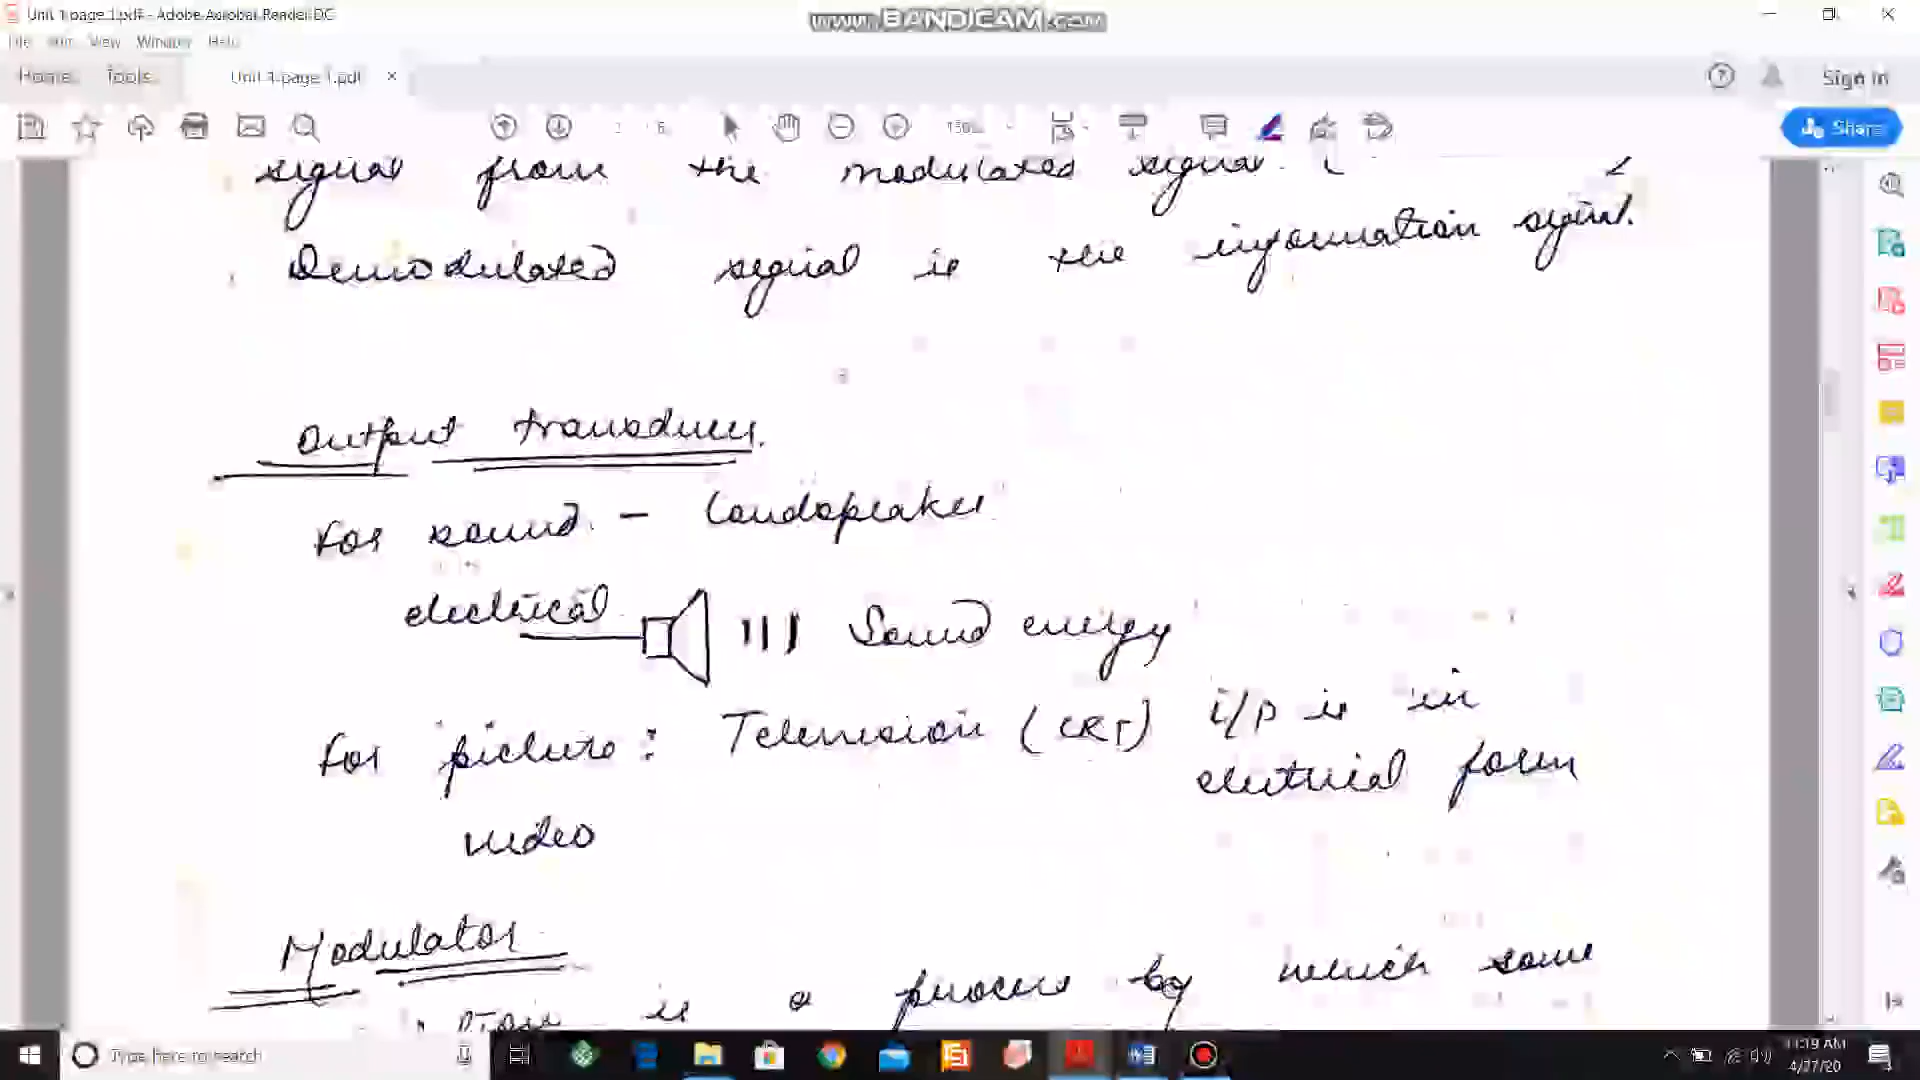 Unit 1 page 1.pdf - Adobe Acrobat Reader DC
www.BANDICAM.com
File Edit View Window Help
Home Tools Unit 1 page 1.pdf ×
Sign In
Share
signal from the modulated signal.
Demodulated signal is the information signal.
Output transducer.
For sound. - Loudspeaker
electrical
Sound energy
For picture: Television (CRT) i/p is in
electrical form
video
Modulator
is a process by which some
Type here to search
11:19 AM
4/27/20